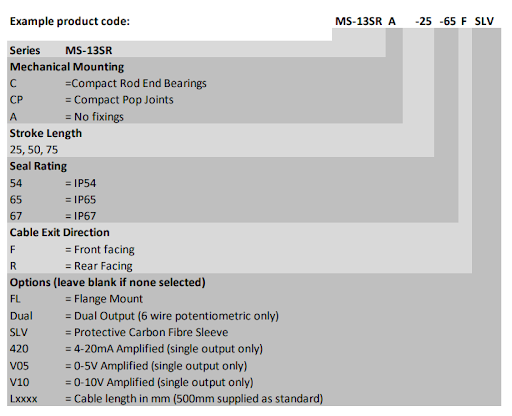 Example product code: MS-13SR A -25 -65 F SLV
Series MS-13SR
Mechanical Mounting
C =Compact Rod End Bearings
CP = Compact Pop Joints
A = No fixings
Stroke Length
25, 50, 75
Seal Rating
54 = IP54
65 = IP65
67 = IP67
Cable Exit Direction
F = Front facing
R = Rear Facing
Options (leave blank if none selected)
FL = Flange Mount
Dual = Dual Output (6 wire potentiometric only)
SLV = Protective Carbon Fibre Sleeve
420 = 4-20mA Amplified (single output only)
V05 = 0-5V Amplified (single output only)
V10 = 0-10V Amplified (single output only)
Lxxxx = Cable length in mm (500mm supplied as standard)